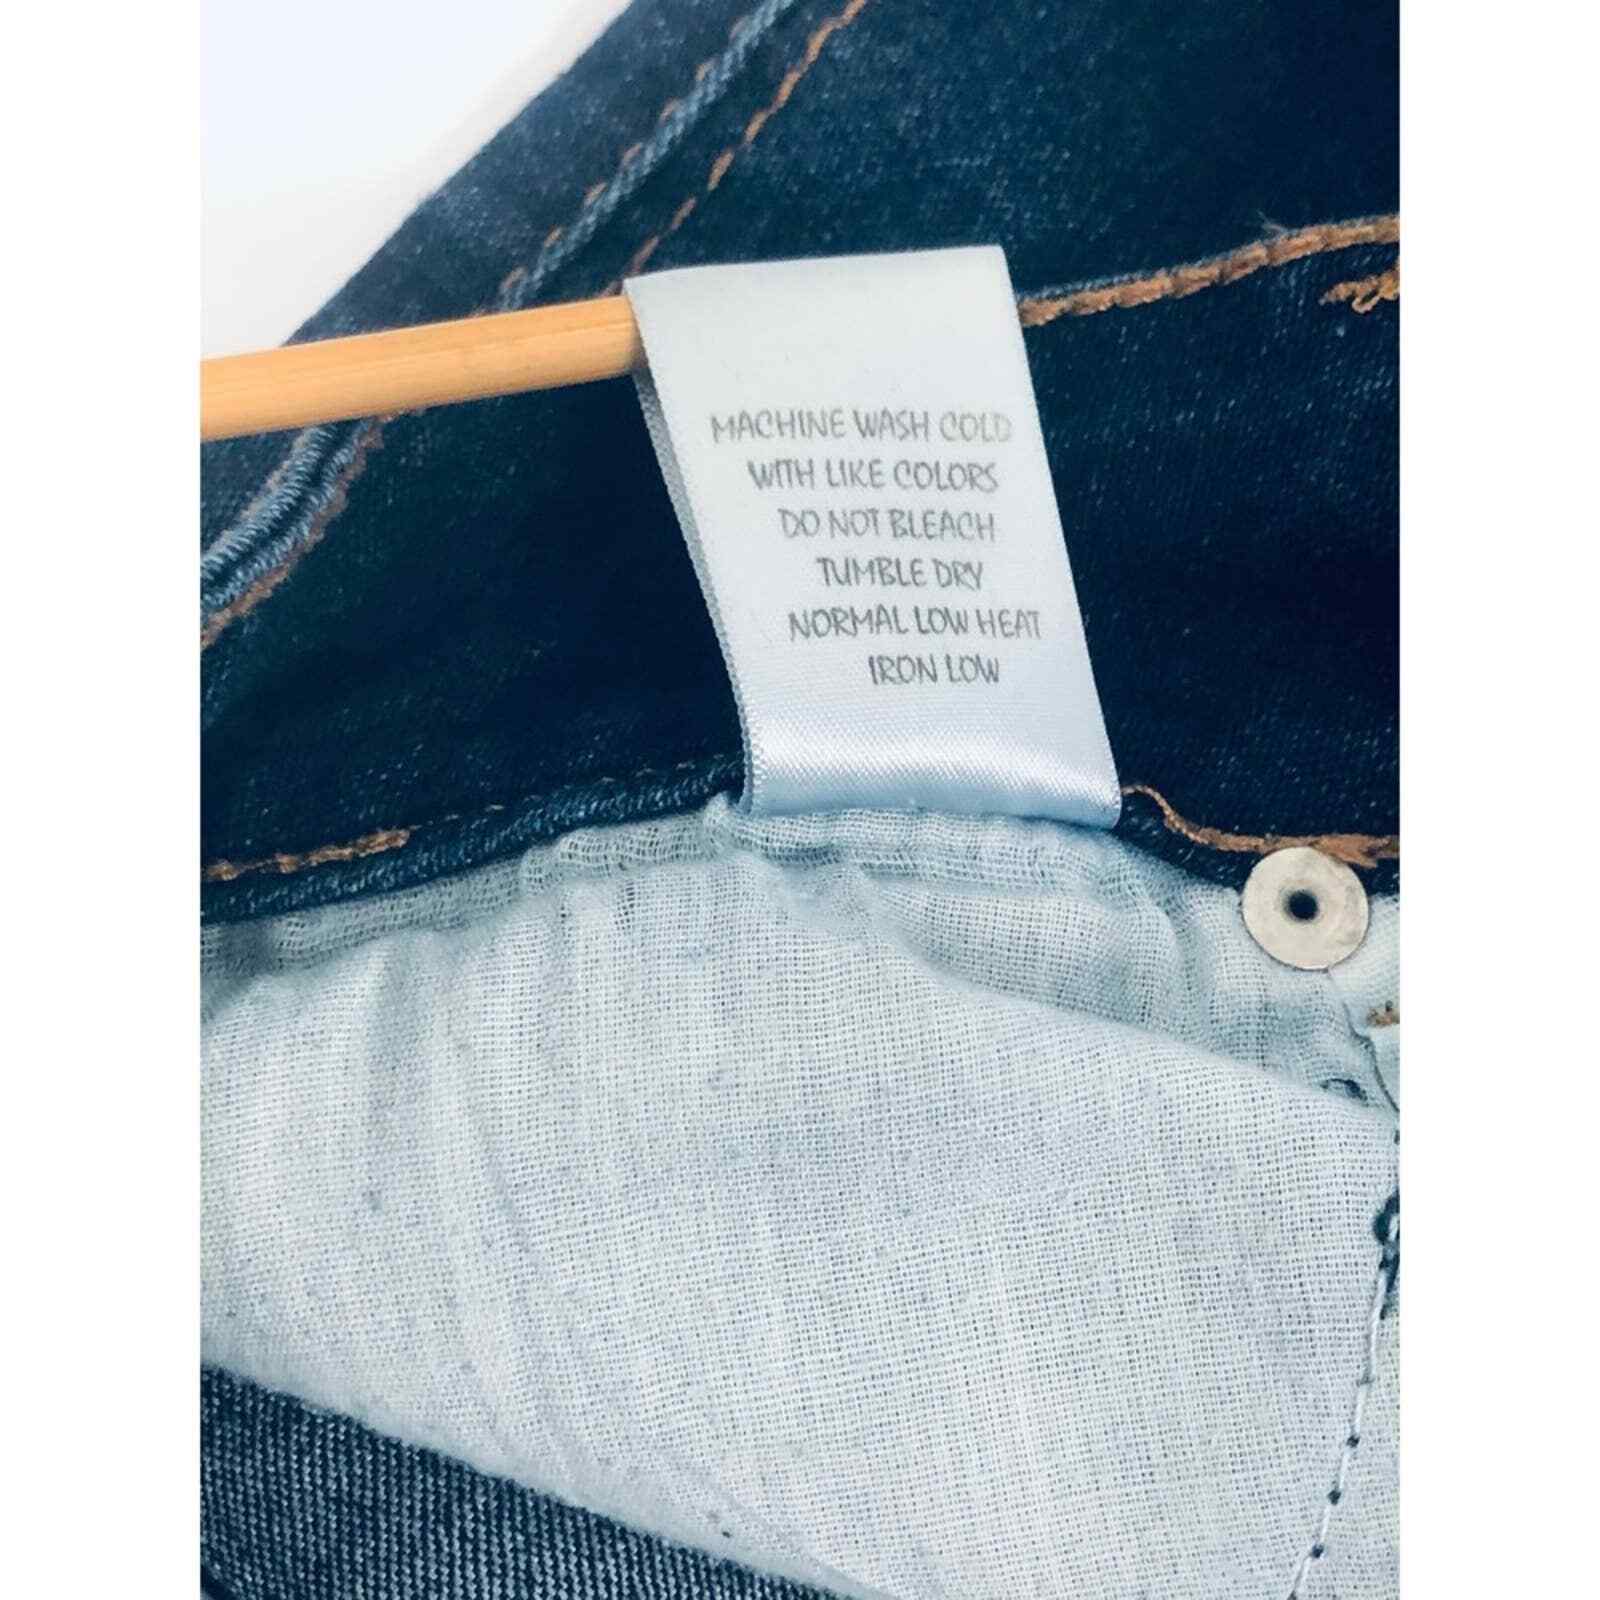 MACHINE WASH COLD
WITH LIKE COLORS
DO NOT BLEACH
TUMBLE DRY
NORMAL LOW HEAT
IRON LOW